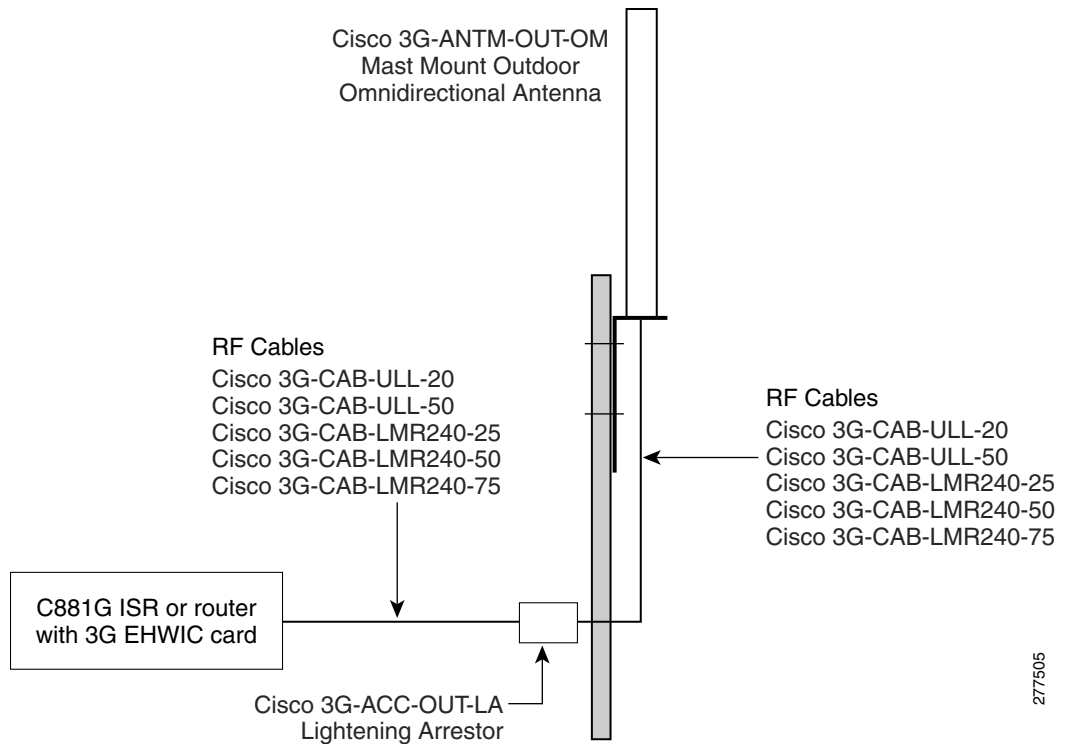 Cisco 3G-ANTM-OUT-OM
Mast Mount Outdoor
Omnidirectional Antenna
RF Cables
Cisco 3G-CAB-ULL-20
Cisco 3G-CAB-ULL-50
Cisco 3G-CAB-LMR240-25
Cisco 3G-CAB-LMR240-50
Cisco 3G-CAB-LMR240-75
RF Cables
Cisco 3G-CAB-ULL-20
Cisco 3G-CAB-ULL-50
Cisco 3G-CAB-LMR240-25
Cisco 3G-CAB-LMR240-50
Cisco 3G-CAB-LMR240-75
C881G ISR or router
with 3G EHWIC card
Cisco 3G-ACC-OUT-LA
Lightening Arrestor
277505